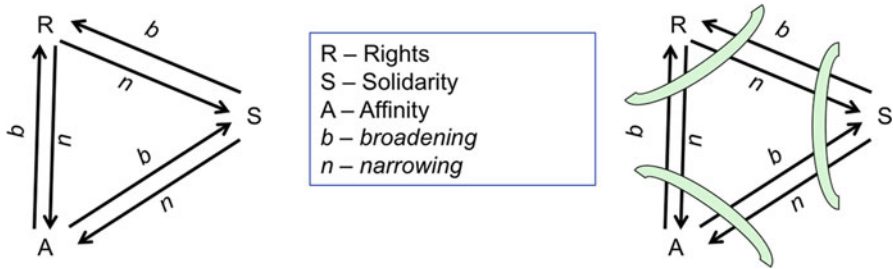 R
b
n
b
n
b
n
S
A
R – Rights
S – Solidarity
A – Affinity
b – broadening
n – narrowing
R
b
n
b
n
b
n
S
A